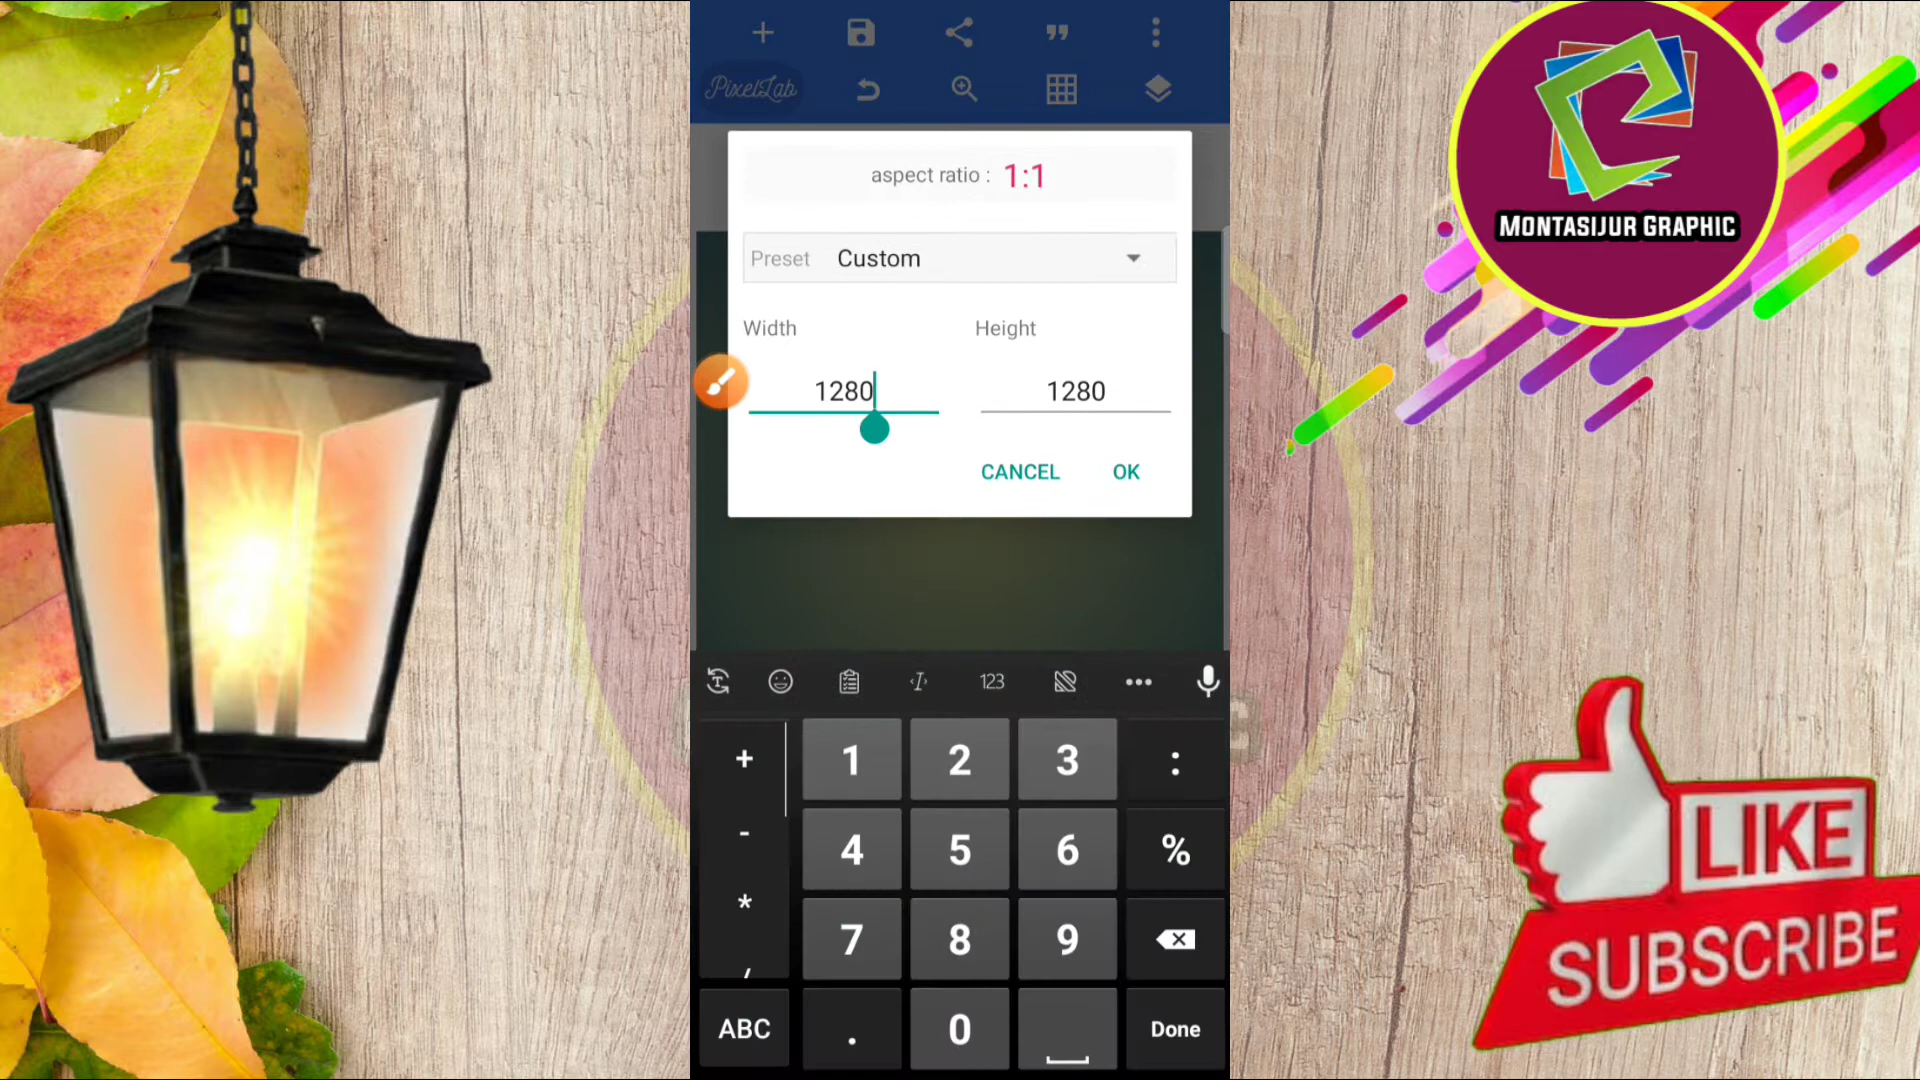 PixelLab
aspect ratio : 1:1
Preset Custom
Width Height
1280 1280
CANCEL OK
123
+ 1 2 3 :
- 4 5 6 %
* 7 8 9
/
ABC . 0 Done
MONTASIJUR GRAPHIC
LIKE
SUBSCRIBE